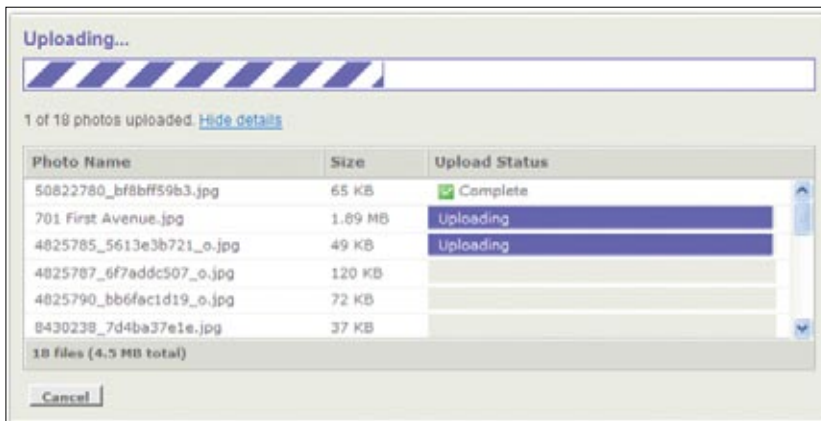 Uploading...
1 of 18 photos uploaded. Hide details
Photo Name Size Upload Status
50822780_bf8bff59b3.jpg 65 KB Complete
701 First Avenue.jpg 1.89 MB Uploading
4825785_5613e3b721_o.jpg 49 KB Uploading
4825787_6f7addc507_o.jpg 120 KB
4825790_bb6fac1d19_o.jpg 72 KB
8430238_7d4ba37e1e.jpg 37 KB
18 files (4.5 MB total)
Cancel